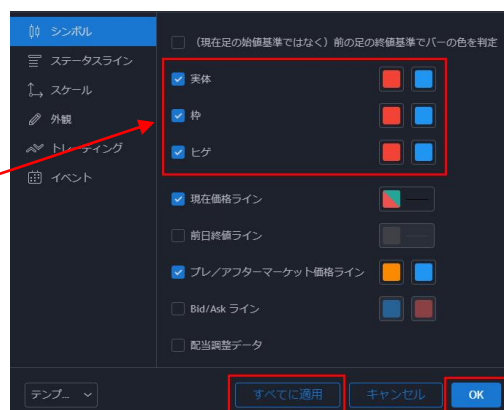 シンボル
ステータスライン
スケール
外観
トレーディング
イベント
（現在足の始値基準ではなく）前の足の終値基準でバーの色を判定
実体
枠
ヒゲ
現在価格ライン
前日終値ライン
プレ／アフターマーケット価格ライン
Bid/Ask ライン
配当調整データ
テンプ...
すべてに適用
キャンセル
OK